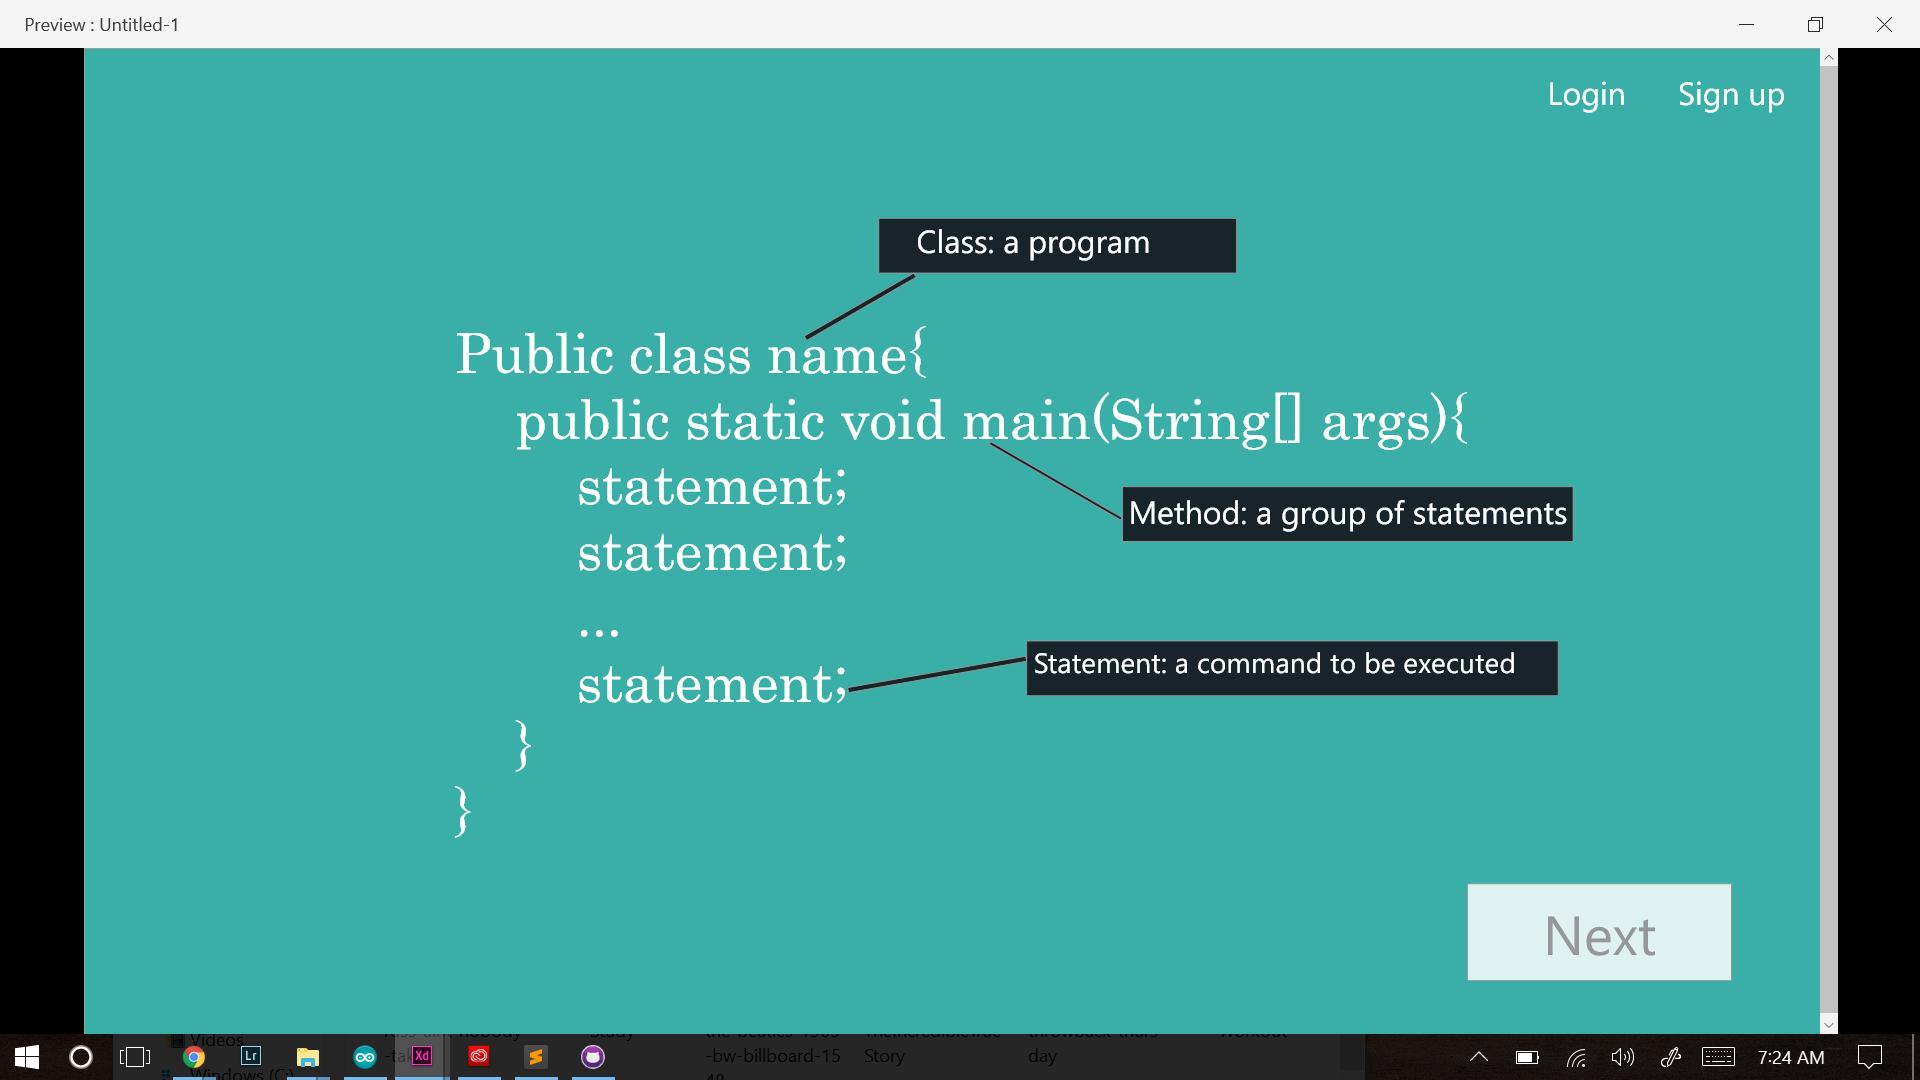 Preview : Untitled-1
Login Sign up
Class: a program
Public class name{
public static void main(String[] args){
statement;
Method: a group of statements
statement;
...
Statement: a command to be executed
statement;
}
}
Next
Videos
-bw-billboard-15 Story day
Windows (C:)
Lr
Xd
7:24 AM